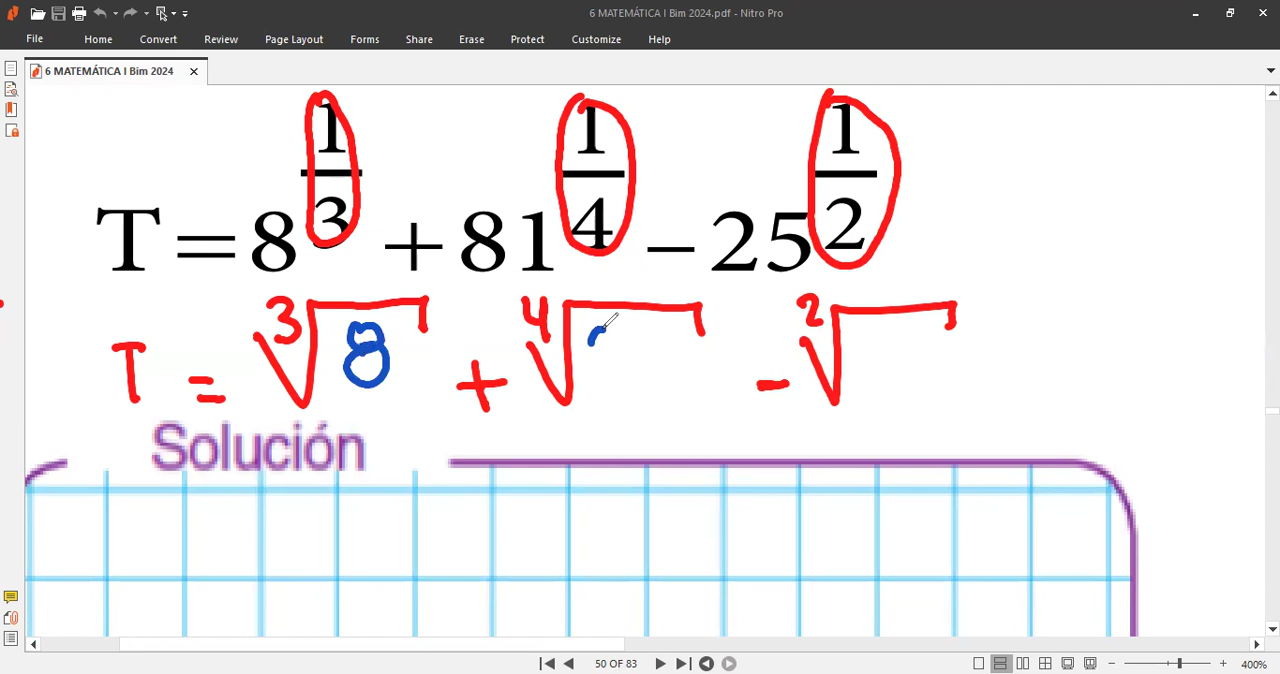 6 MATEMÁTICA I Bim 2024.pdf - Nitro Pro
File Home Convert Review Page Layout Forms Share Erase Protect Customize Help
6 MATEMÁTICA I Bim 2024
T = 8^{1/3} + 81^{1/4} - 25^{1/2}
T = ∛8 + ∜ - ²√
Solución
50 OF 83
400%